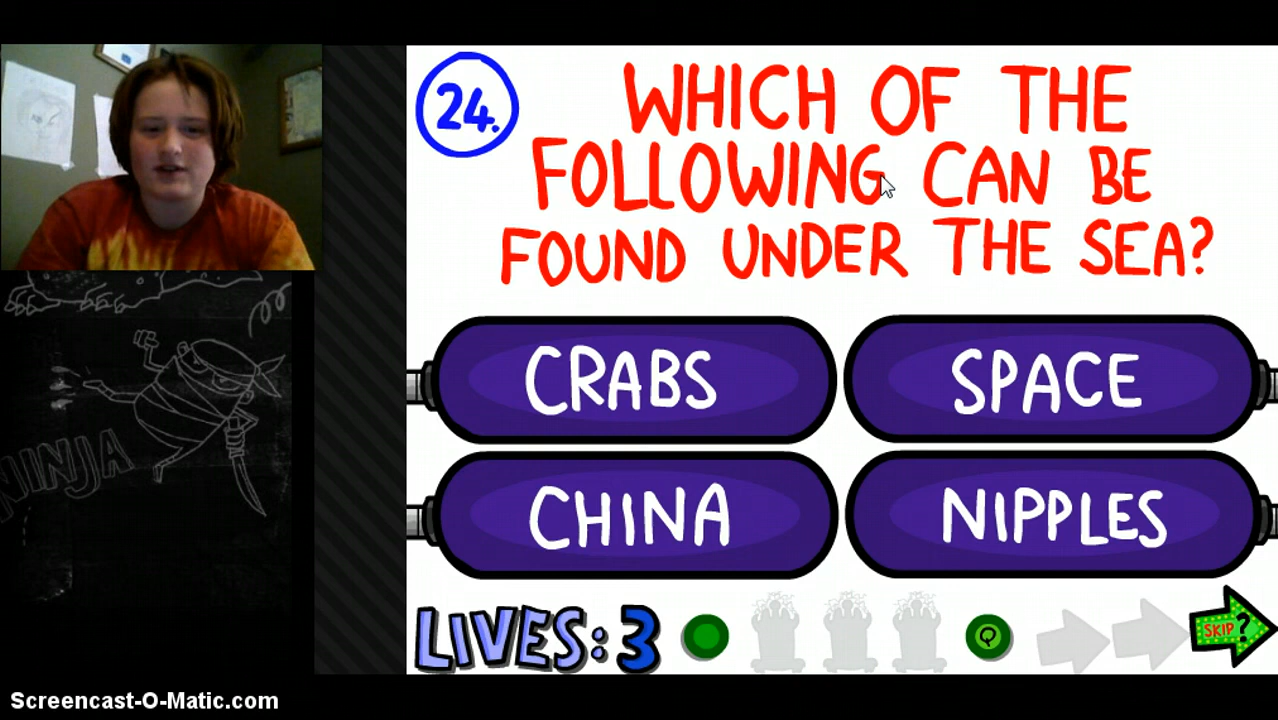 24.
WHICH OF THE
FOLLOWING CAN BE
FOUND UNDER THE SEA?
CRABS
SPACE
CHINA
NIPPLES
NINJA
LIVES: 3
Q
SKIP?
Screencast-O-Matic.com